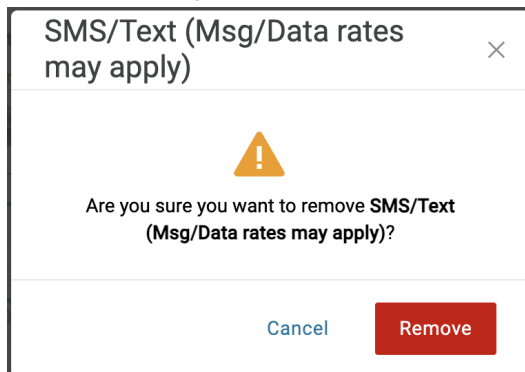 SMS/Text (Msg/Data rates
may apply)
Are you sure you want to remove SMS/Text
(Msg/Data rates may apply)?
Cancel
Remove